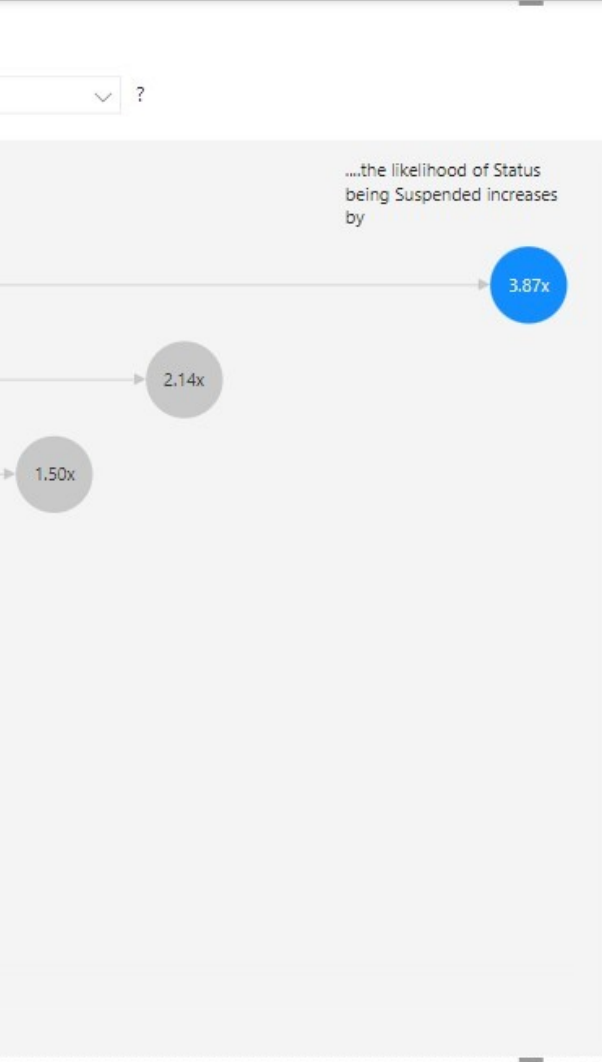 ?
....the likelihood of Status
being Suspended increases
by
3.87x
2.14x
1.50x